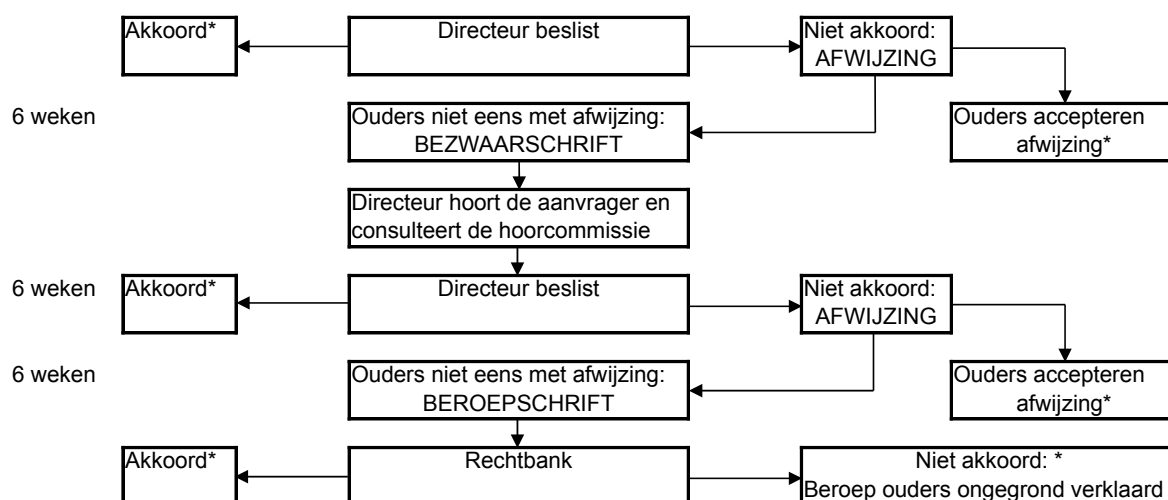 Akkoord*
Directeur beslist
Niet akkoord:
AFWIJZING
6 weken
Ouders niet eens met afwijzing:
BEZWAARSCHRIFT
Ouders accepteren
afwijzing*
Directeur hoort de aanvrager en
consulteert de hoorcommissie
6 weken
Akkoord*
Directeur beslist
Niet akkoord:
AFWIJZING
6 weken
Ouders niet eens met afwijzing:
BEROEPSCHRIFT
Ouders accepteren
afwijzing*
Akkoord*
Rechtbank
Niet akkoord: *
Beroep ouders ongegrond verklaard